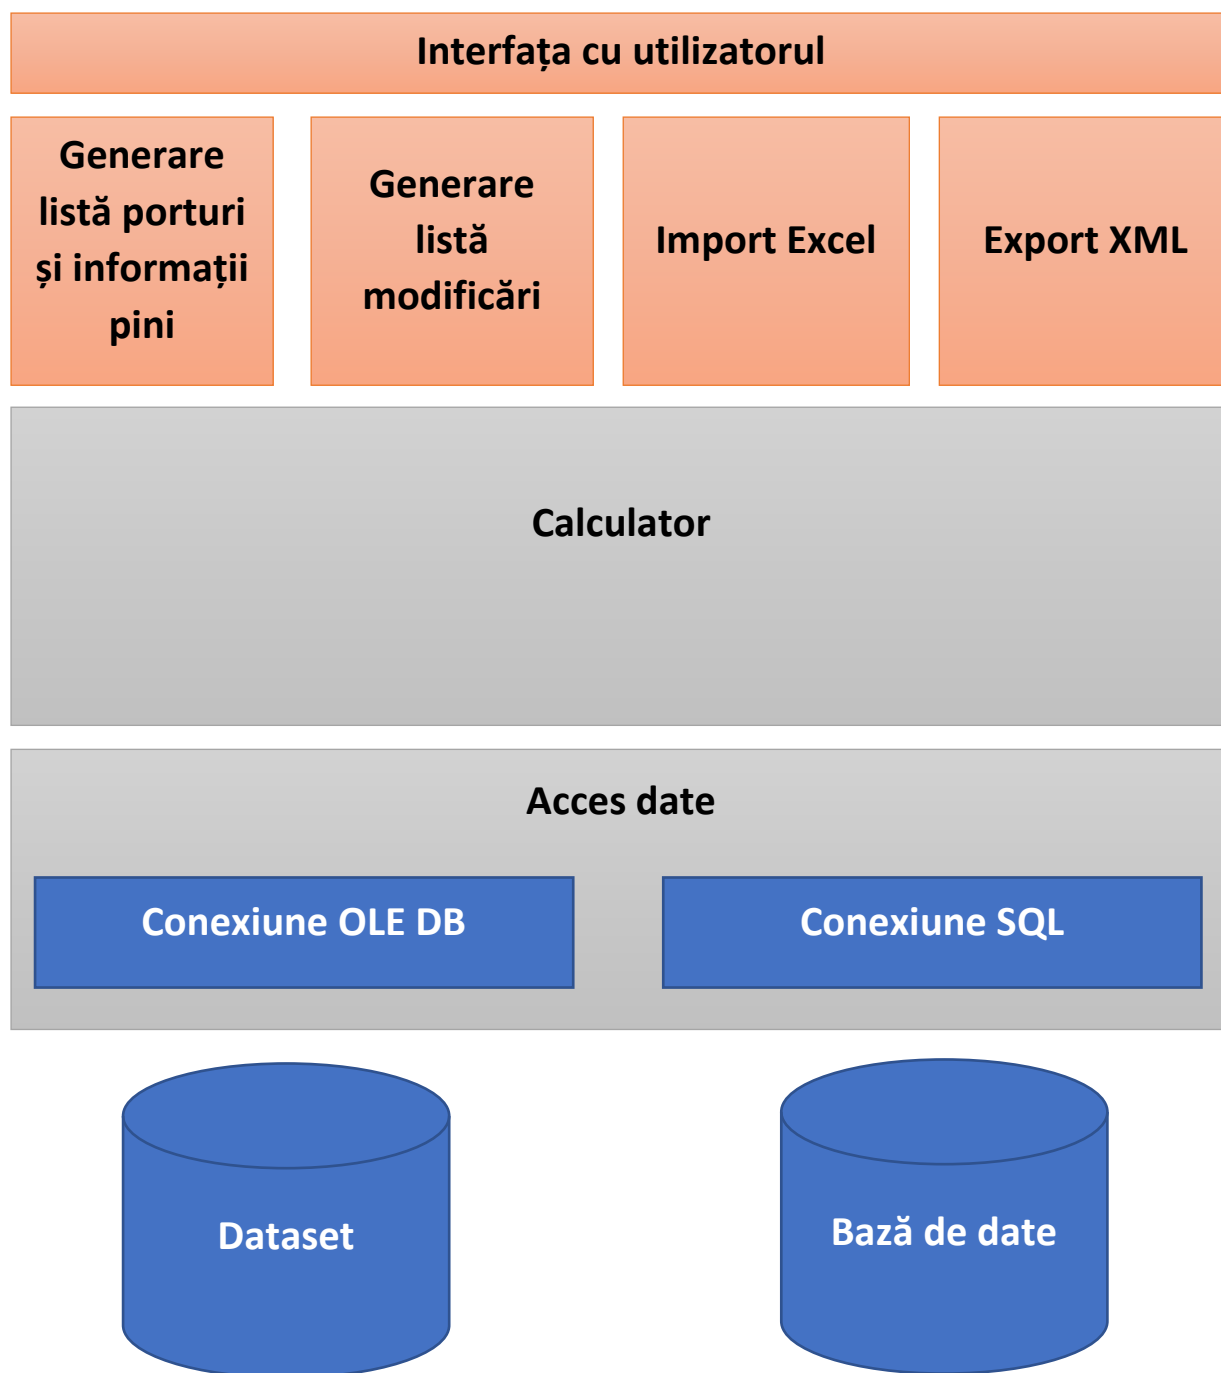 Interfața cu utilizatorul
Generare
listă porturi
și informații
pini
Generare
listă
modificări
Import Excel
Export XML
Calculator
Acces date
Conexiune OLE DB
Conexiune SQL
Dataset
Bază de date